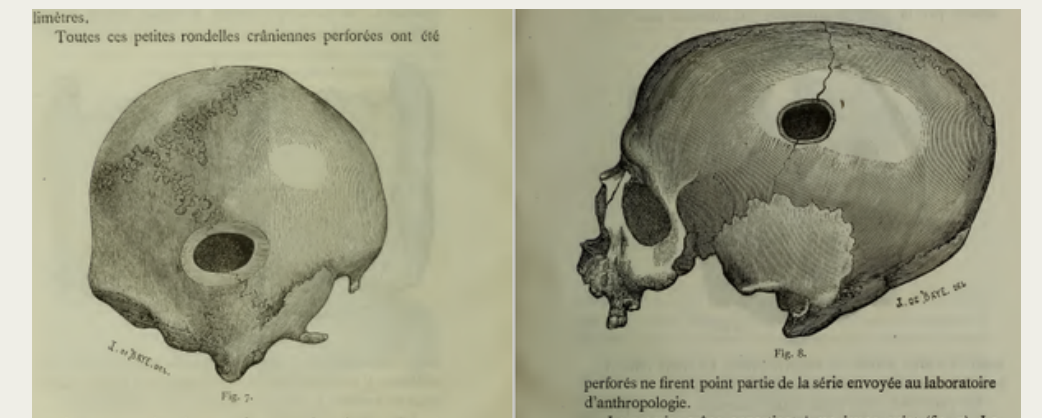 limètres.
Toutes ces petites rondelles crâniennes perforées ont été
J. DE BAYE. DEL.
Fig. 7.
J. DE BAYE DEL
Fig. 8.
perforés ne firent point partie de la série envoyée au laboratoire
d'anthropologie.